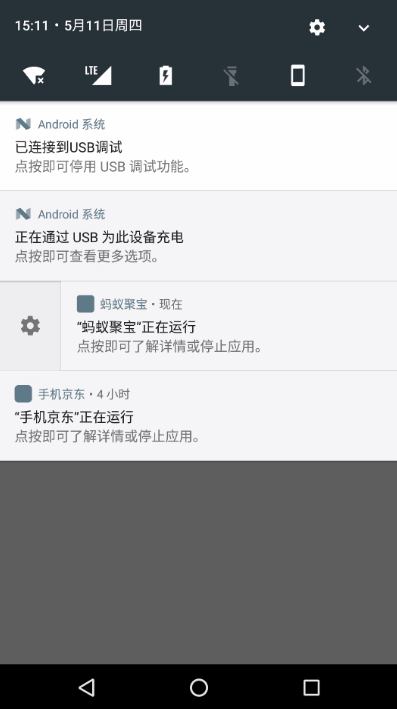 15:11 • 5月11日周四
LTE
Android 系统
已连接到USB调试
点按即可停用 USB 调试功能。
Android 系统
正在通过 USB 为此设备充电
点按即可查看更多选项。
蚂蚁聚宝 • 现在
“蚂蚁聚宝”正在运行
点按即可了解详情或停止应用。
手机京东 • 4 小时
“手机京东”正在运行
点按即可了解详情或停止应用。